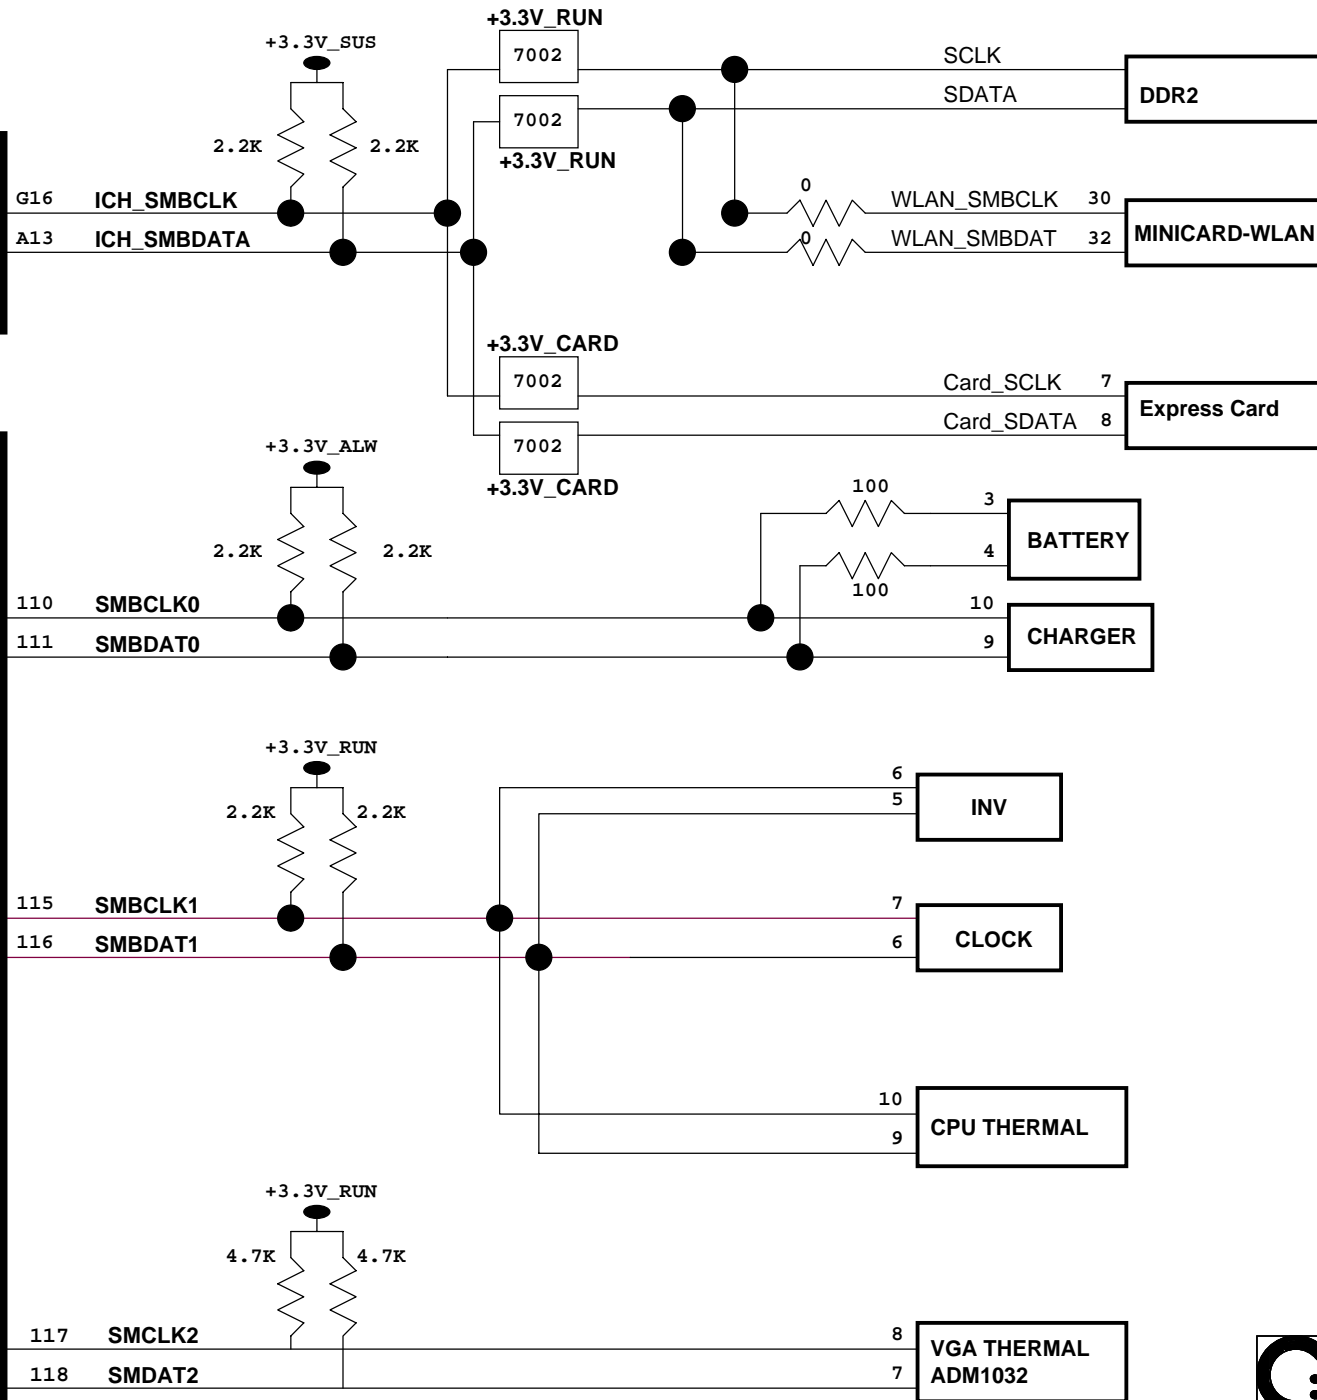 +3.3V_RUN
+3.3V_SUS
7002
SCLK
SDATA
DDR2
7002
+3.3V_RUN
2.2K
2.2K
G16 ICH_SMBCLK
A13 ICH_SMBDATA
0
WLAN_SMBCLK 30
0
WLAN_SMBDAT 32
MINICARD-WLAN
+3.3V_CARD
7002
Card_SCLK 7
Card_SDATA 8
Express Card
7002
+3.3V_CARD
+3.3V_ALW
2.2K
2.2K
100
3
4
BATTERY
100
110 SMBCLK0
10
111 SMBDAT0
9
CHARGER
+3.3V_RUN
2.2K
2.2K
6
5
INV
115 SMBCLK1
7
116 SMBDAT1
6
CLOCK
10
9
CPU THERMAL
+3.3V_RUN
4.7K
4.7K
117 SMCLK2
8
118 SMDAT2
7
VGA THERMAL
ADM1032